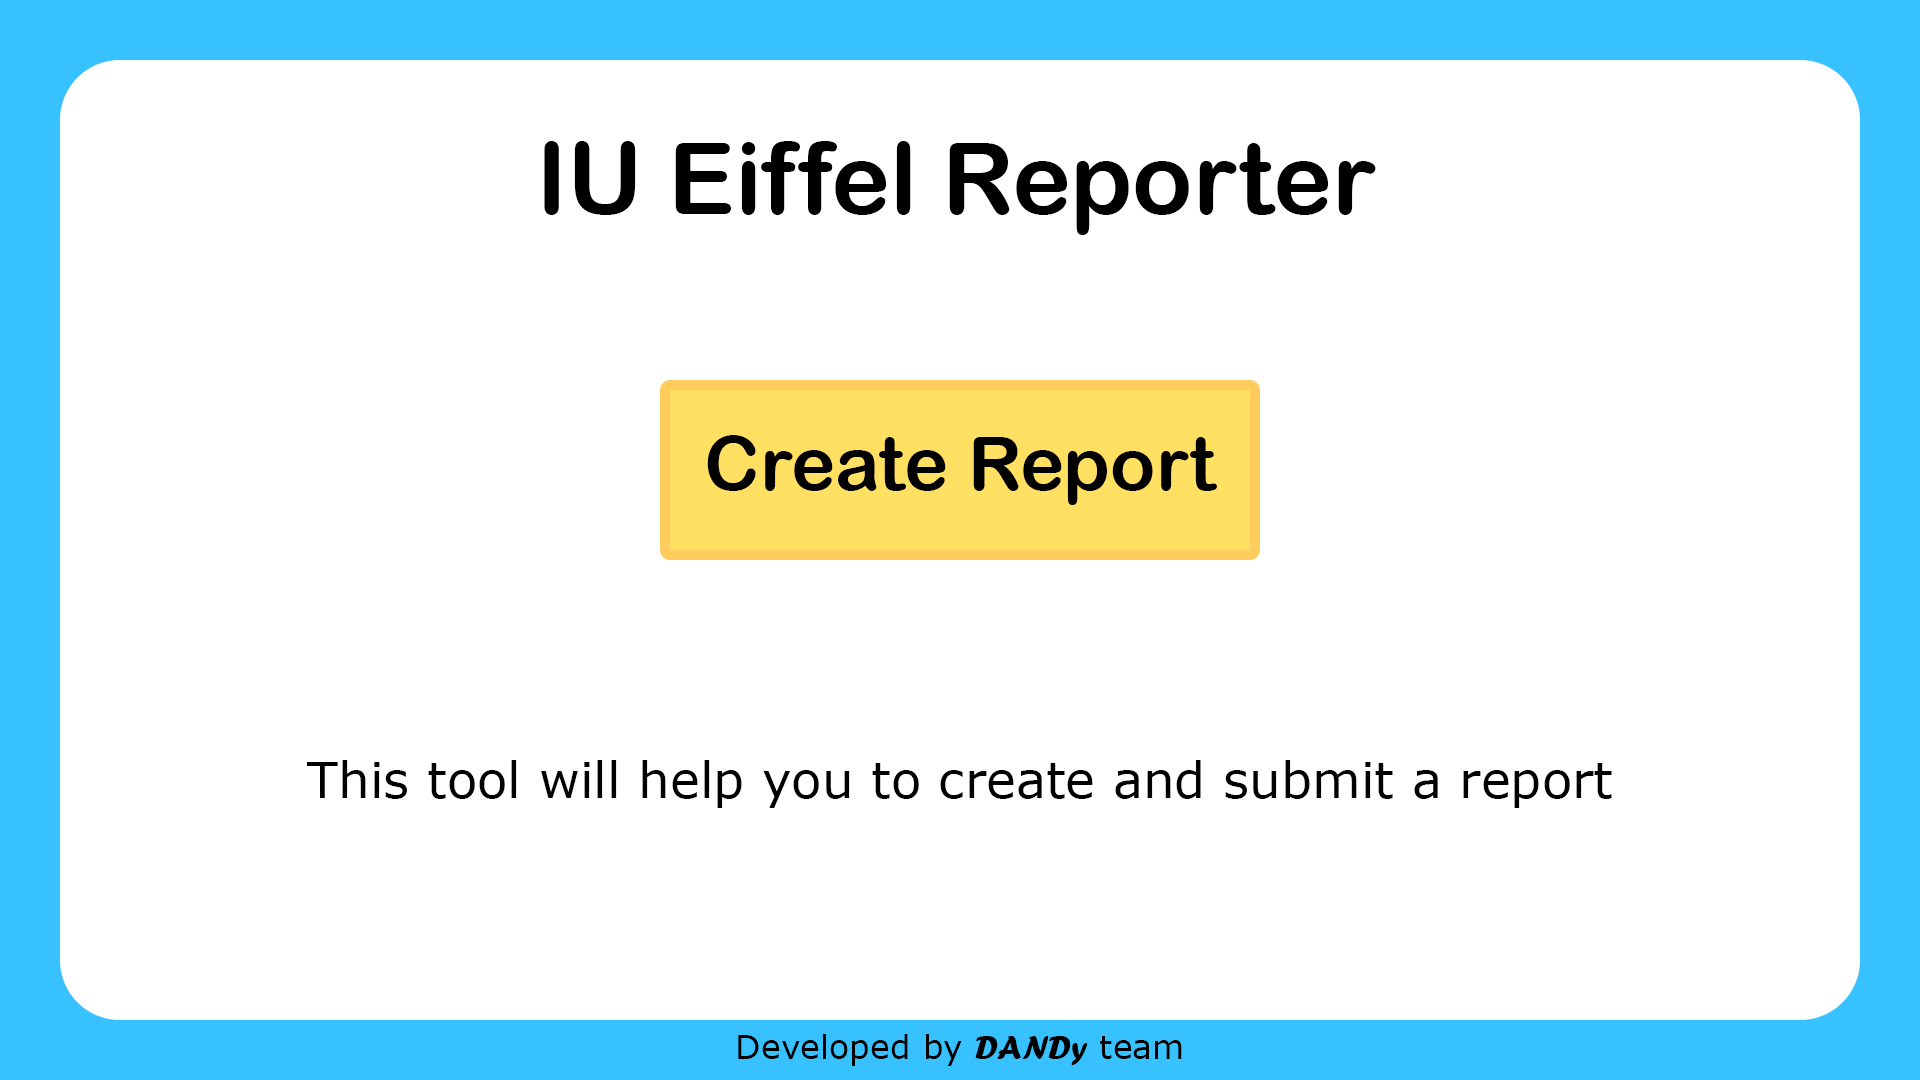 IU Eiffel Reporter
Create Report
This tool will help you to create and submit a report
Developed by DANDy team